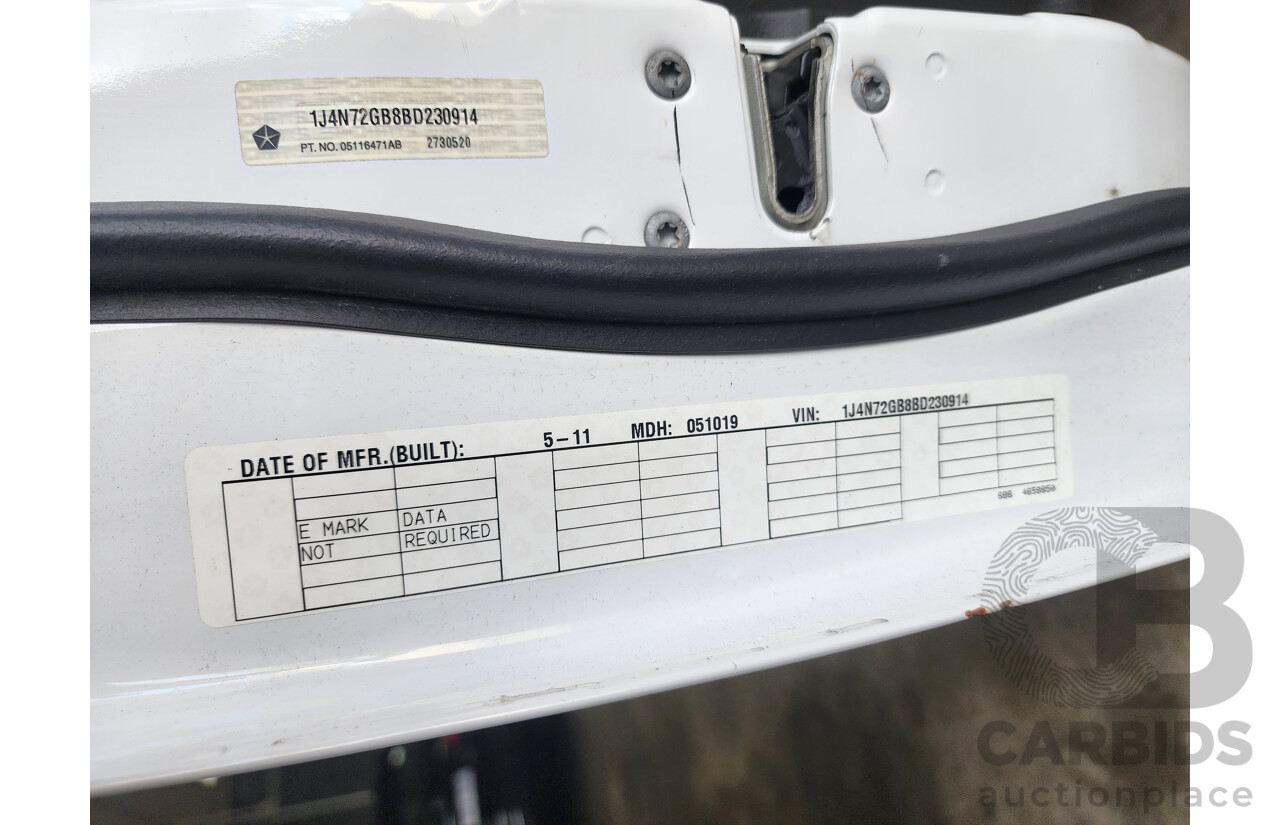 1J4N72GB8BD230914
PT. NO. 05116471AB 2730520
DATE OF MFR.(BUILT): 5-11 MDH: 051019 VIN: 1J4N72GB8BD230914
E MARK DATA
NOT REQUIRED
CB
CARBIDS
auctionplace